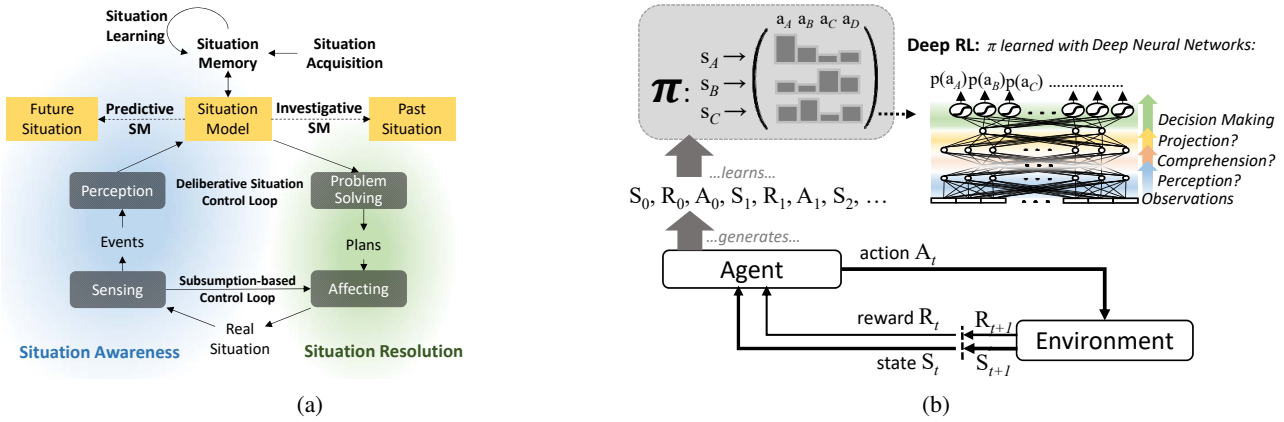 Situation
Learning
Situation
Memory
Situation
Acquisition
Future
Situation
Predictive
SM
Situation
Model
Investigative
SM
Past
Situation
Perception
Deliberative Situation
Control Loop
Problem
Solving
Events
Plans
Sensing
Subsumption-based
Control Loop
Affecting
Real
Situation
Situation Awareness
Situation Resolution
(a)
a_A a_B a_C a_D
s_A →
s_B →
s_C →
π:
Deep RL: π learned with Deep Neural Networks:
p(a_A)p(a_B)p(a_C) ....................
Decision Making
Projection?
Comprehension?
Perception?
Observations
...learns...
S_0, R_0, A_0, S_1, R_1, A_1, S_2, ...
...generates...
Agent
action A_t
reward R_t
R_{t+1}
Environment
state S_t
S_{t+1}
(b)